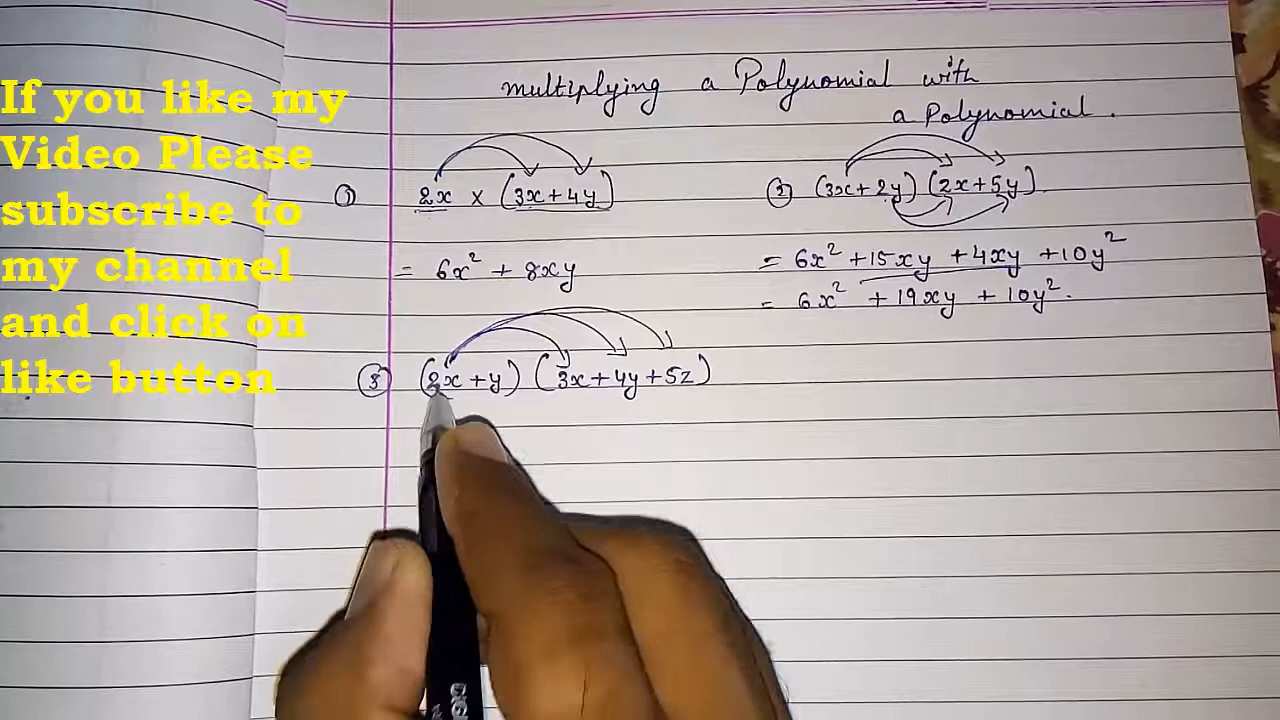 If you like my
Video Please
subscribe to
my channel
and click on
like button
multiplying a Polynomial with
a Polynomial.
① 2x × (3x + 4y)
= 6x² + 8xy
② (3x + 2y) (2x + 5y)
= 6x² + 15xy + 4xy + 10y²
= 6x² + 19xy + 10y².
③ (2x + y) (3x + 4y + 5z)